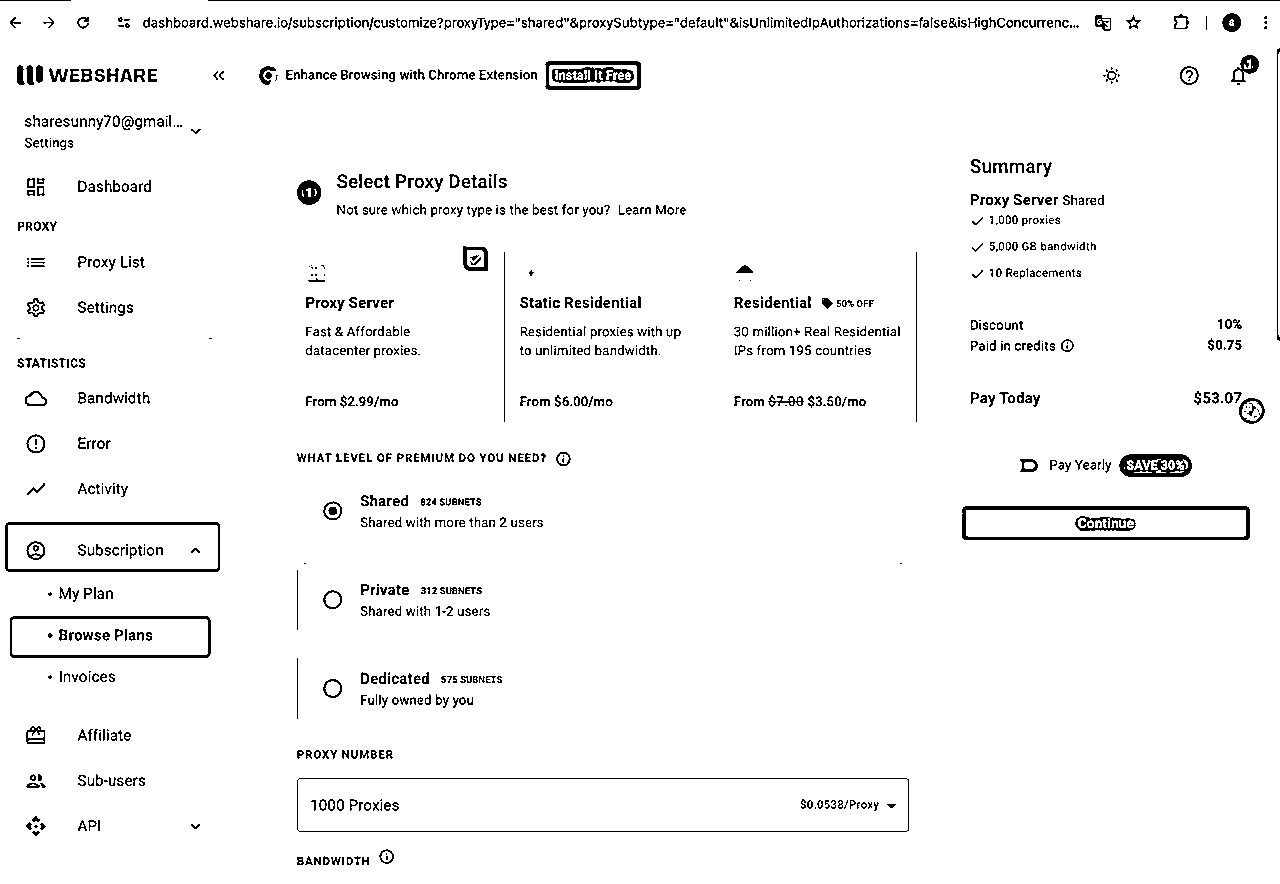 dashboard.webshare.io/subscription/customize?proxyType="shared"&proxySubtype="default"&isUnlimitedIpAuthorizations=false&isHighConcurrenc...
WEBSHARE
Enhance Browsing with Chrome Extension
Install It Free
1
sharesunny70@gmail...
Settings
Dashboard
PROXY
Proxy List
Settings
STATISTICS
Bandwidth
Error
Activity
Subscription
• My Plan
• Browse Plans
• Invoices
Affiliate
Sub-users
API
1
Select Proxy Details
Not sure which proxy type is the best for you? Learn More
Proxy Server
Fast & Affordable
datacenter proxies.
From $2.99/mo
Static Residential
Residential proxies with up
to unlimited bandwidth.
From $6.00/mo
Residential 50% OFF
30 million+ Real Residential
IPs from 195 countries
From $7.00 $3.50/mo
WHAT LEVEL OF PREMIUM DO YOU NEED?
Shared 824 SUBNETS
Shared with more than 2 users
Private 312 SUBNETS
Shared with 1-2 users
Dedicated 575 SUBNETS
Fully owned by you
PROXY NUMBER
1000 Proxies $0.0538/Proxy
BANDWIDTH
Summary
Proxy Server Shared
1,000 proxies
5,000 GB bandwidth
10 Replacements
Discount 10%
Paid in credits $0.75
Pay Today $53.07
Pay Yearly SAVE 30%
Continue